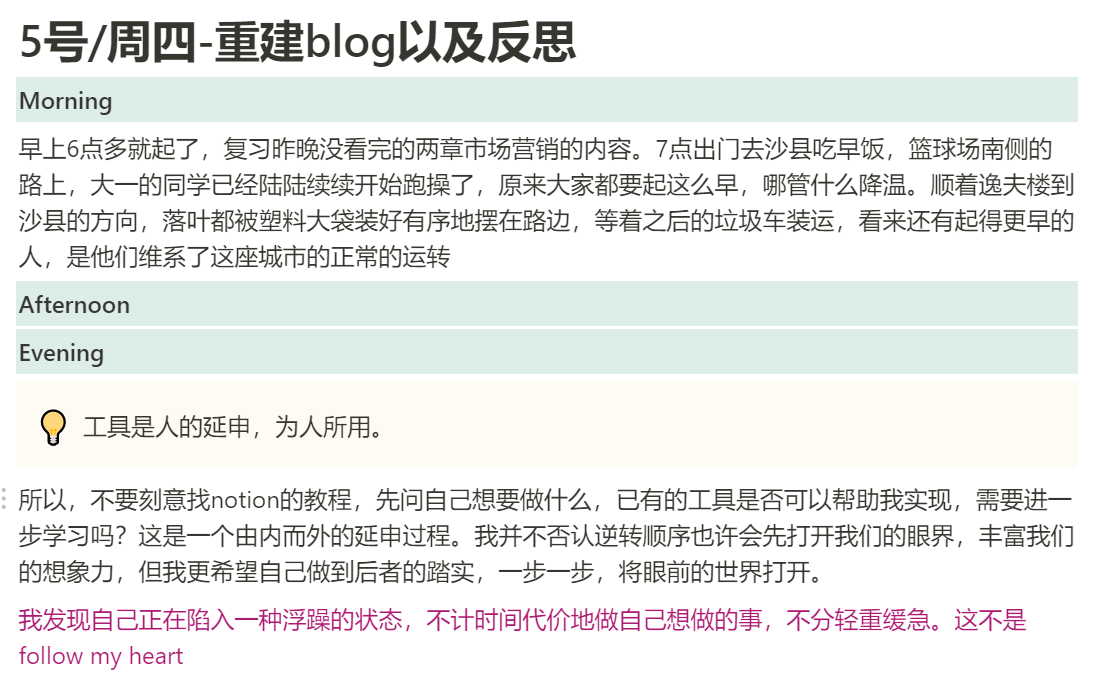 5号/周四-重建blog以及反思
Morning
早上6点多就起了，复习昨晚没看完的两章市场营销的内容。7点出门去沙县吃早饭，篮球场南侧的
路上，大一的同学已经陆陆续续开始跑操了，原来大家都要起这么早，哪管什么降温。顺着逸夫楼到
沙县的方向，落叶都被塑料大袋装好有序地摆在路边，等着之后的垃圾车装运，看来还有起得更早的
人，是他们维系了这座城市的正常的运转
Afternoon
Evening
工具是人的延申，为人所用。
所以，不要刻意找notion的教程，先问自己想要做什么，已有的工具是否可以帮助我实现，需要进一
步学习吗？这是一个由内而外的延申过程。我并不否认逆转顺序也许会先打开我们的眼界，丰富我们
的想象力，但我更希望自己做到后者的踏实，一步一步，将眼前的世界打开。
我发现自己正在陷入一种浮躁的状态，不计时间代价地做自己想做的事，不分轻重缓急。这不是
follow my heart